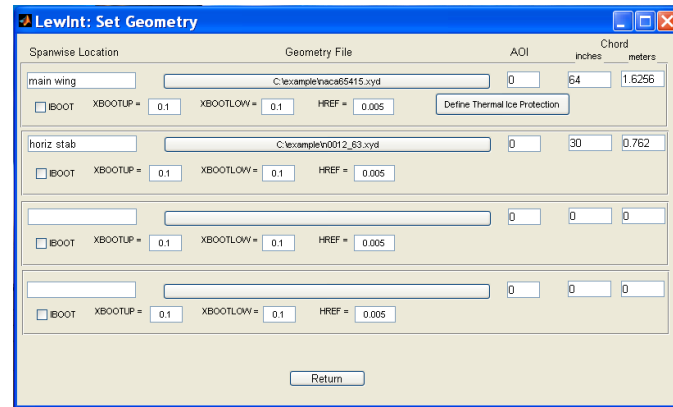 LewInt: Set Geometry
Spanwise Location Geometry File AOI Chord
inches meters
main wing C:\example\naca65415.xyd 0 64 1.6256
IBOOT XBOOTUP = 0.1 XBOOTLOW = 0.1 HREF = 0.005 Define Thermal Ice Protection
horiz stab C:\example\n0012_63.xyd 0 30 0.762
IBOOT XBOOTUP = 0.1 XBOOTLOW = 0.1 HREF = 0.005
0 0 0
IBOOT XBOOTUP = 0.1 XBOOTLOW = 0.1 HREF = 0.005
0 0 0
IBOOT XBOOTUP = 0.1 XBOOTLOW = 0.1 HREF = 0.005
Return